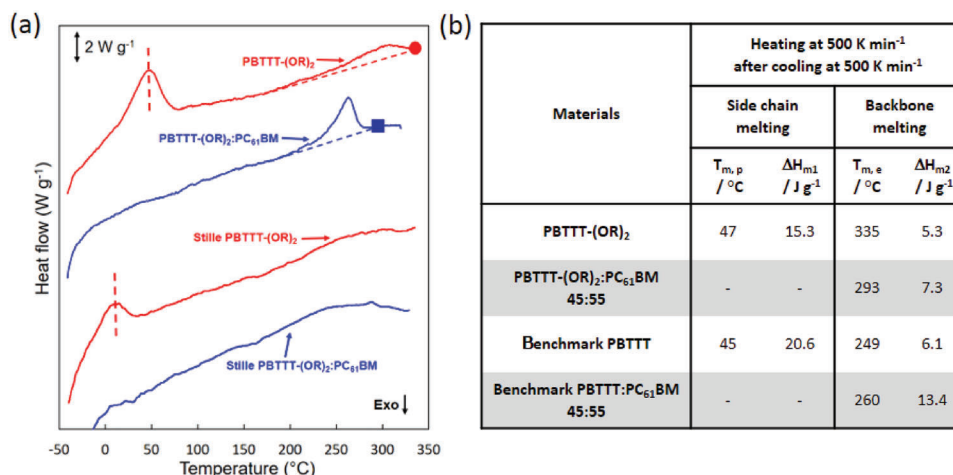 (a)
2 W g⁻¹
PBTTT-(OR)₂
PBTTT-(OR)₂:PC₆₁BM
Stille PBTTT-(OR)₂
Stille PBTTT-(OR)₂:PC₆₁BM
Exo
Heat flow (W g⁻¹)
-50 0 50 100 150 200 250 300 350
Temperature (°C)
(b)
Materials
Heating at 500 K min⁻¹
after cooling at 500 K min⁻¹
Side chain
melting
Backbone
melting
Tm, p
/ °C
ΔHm1
/ J g⁻¹
Tm, e
/ °C
ΔHm2
/ J g⁻¹
PBTTT-(OR)₂ 47 15.3 335 5.3
PBTTT-(OR)₂:PC₆₁BM
45:55
- - 293 7.3
Benchmark PBTTT 45 20.6 249 6.1
Benchmark PBTTT:PC₆₁BM
45:55
- - 260 13.4